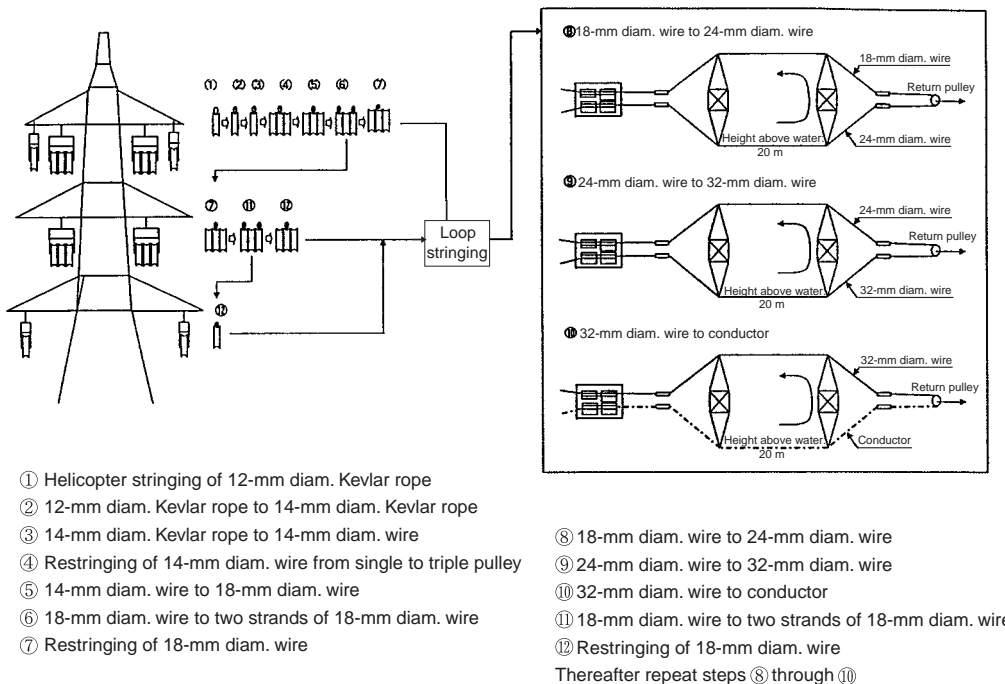 ① ② ③ ④ ⑤ ⑥ ⑦
⑦ ⑪ ⑫
⑫
Loop
stringing
⑧ 18-mm diam. wire to 24-mm diam. wire
18-mm diam. wire
Return pulley
Height above water:
20 m
24-mm diam. wire
⑨ 24-mm diam. wire to 32-mm diam. wire
24-mm diam. wire
Return pulley
Height above water:
20 m
32-mm diam. wire
⑩ 32-mm diam. wire to conductor
32-mm diam. wire
Return pulley
Height above water:
20 m
Conductor
① Helicopter stringing of 12-mm diam. Kevlar rope
② 12-mm diam. Kevlar rope to 14-mm diam. Kevlar rope
③ 14-mm diam. Kevlar rope to 14-mm diam. wire
④ Restringing of 14-mm diam. wire from single to triple pulley
⑤ 14-mm diam. wire to 18-mm diam. wire
⑥ 18-mm diam. wire to two strands of 18-mm diam. wire
⑦ Restringing of 18-mm diam. wire
⑧ 18-mm diam. wire to 24-mm diam. wire
⑨ 24-mm diam. wire to 32-mm diam. wire
⑩ 32-mm diam. wire to conductor
⑪ 18-mm diam. wire to two strands of 18-mm diam. wire
⑫ Restringing of 18-mm diam. wire
Thereafter repeat steps ⑧ through ⑩